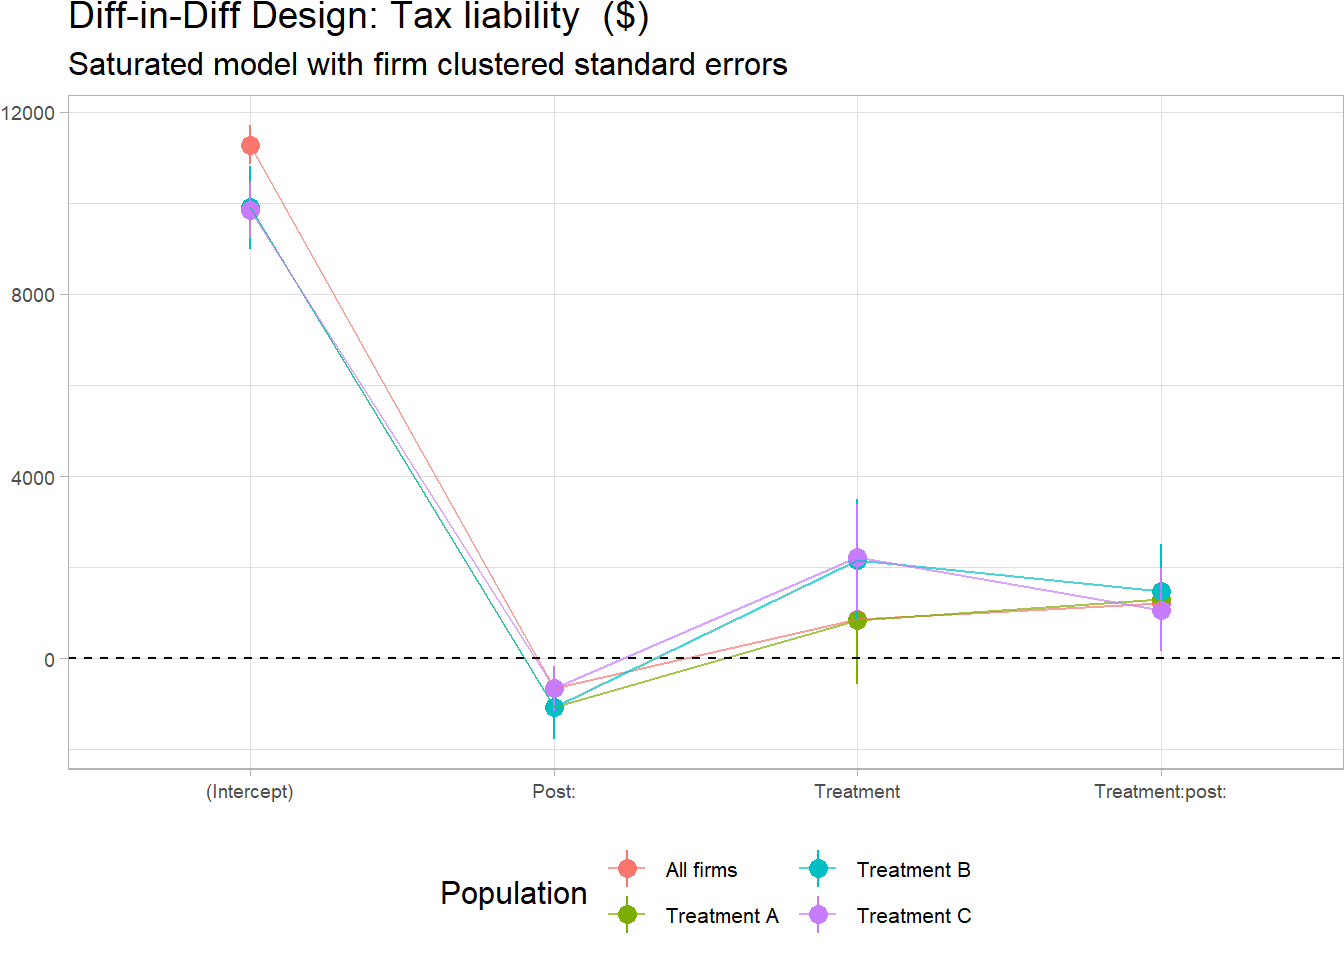 Diff-in-Diff Design: Tax liability  ($)
Saturated model with firm clustered standard errors
12000
8000
4000
0
(Intercept) Post: Treatment Treatment:post:
Population
All firms Treatment B
Treatment A Treatment C